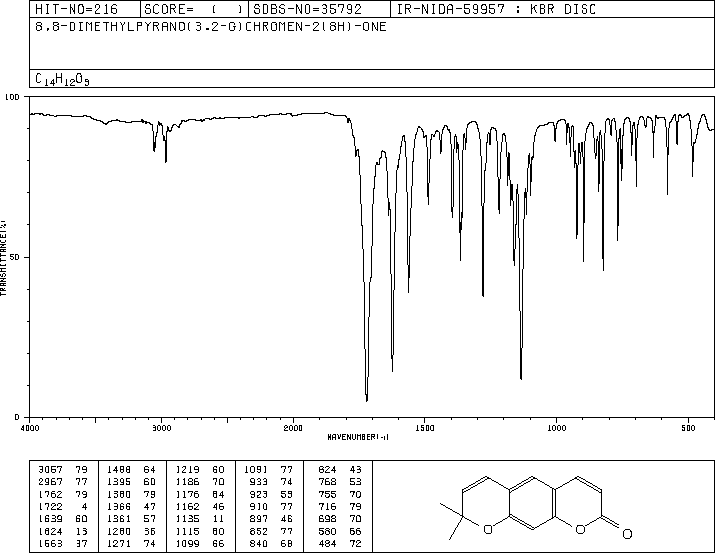 HIT-NO=216 SCORE= ( ) SDBS-NO=35792 IR-NIDA-59957 : KBR DISC
8,8-DIMETHYLPYRANO(3,2-G)CHROMEN-2(8H)-ONE
C14H12O3
100
50
0
TRANSMITTANCE(%)
4000 3000 2000 1500 1000 500
WAVENUMBER(-1)
3057 79 1488 64 1219 60 1091 77 824 43
2967 77 1395 60 1186 70 933 74 768 53
1762 79 1380 79 1176 64 923 53 755 70
1722 4 1366 47 1162 46 910 77 716 79
1639 60 1361 57 1135 11 897 46 698 70
1624 13 1280 36 1115 60 852 77 580 66
1563 37 1271 74 1099 66 840 68 484 72
O O O